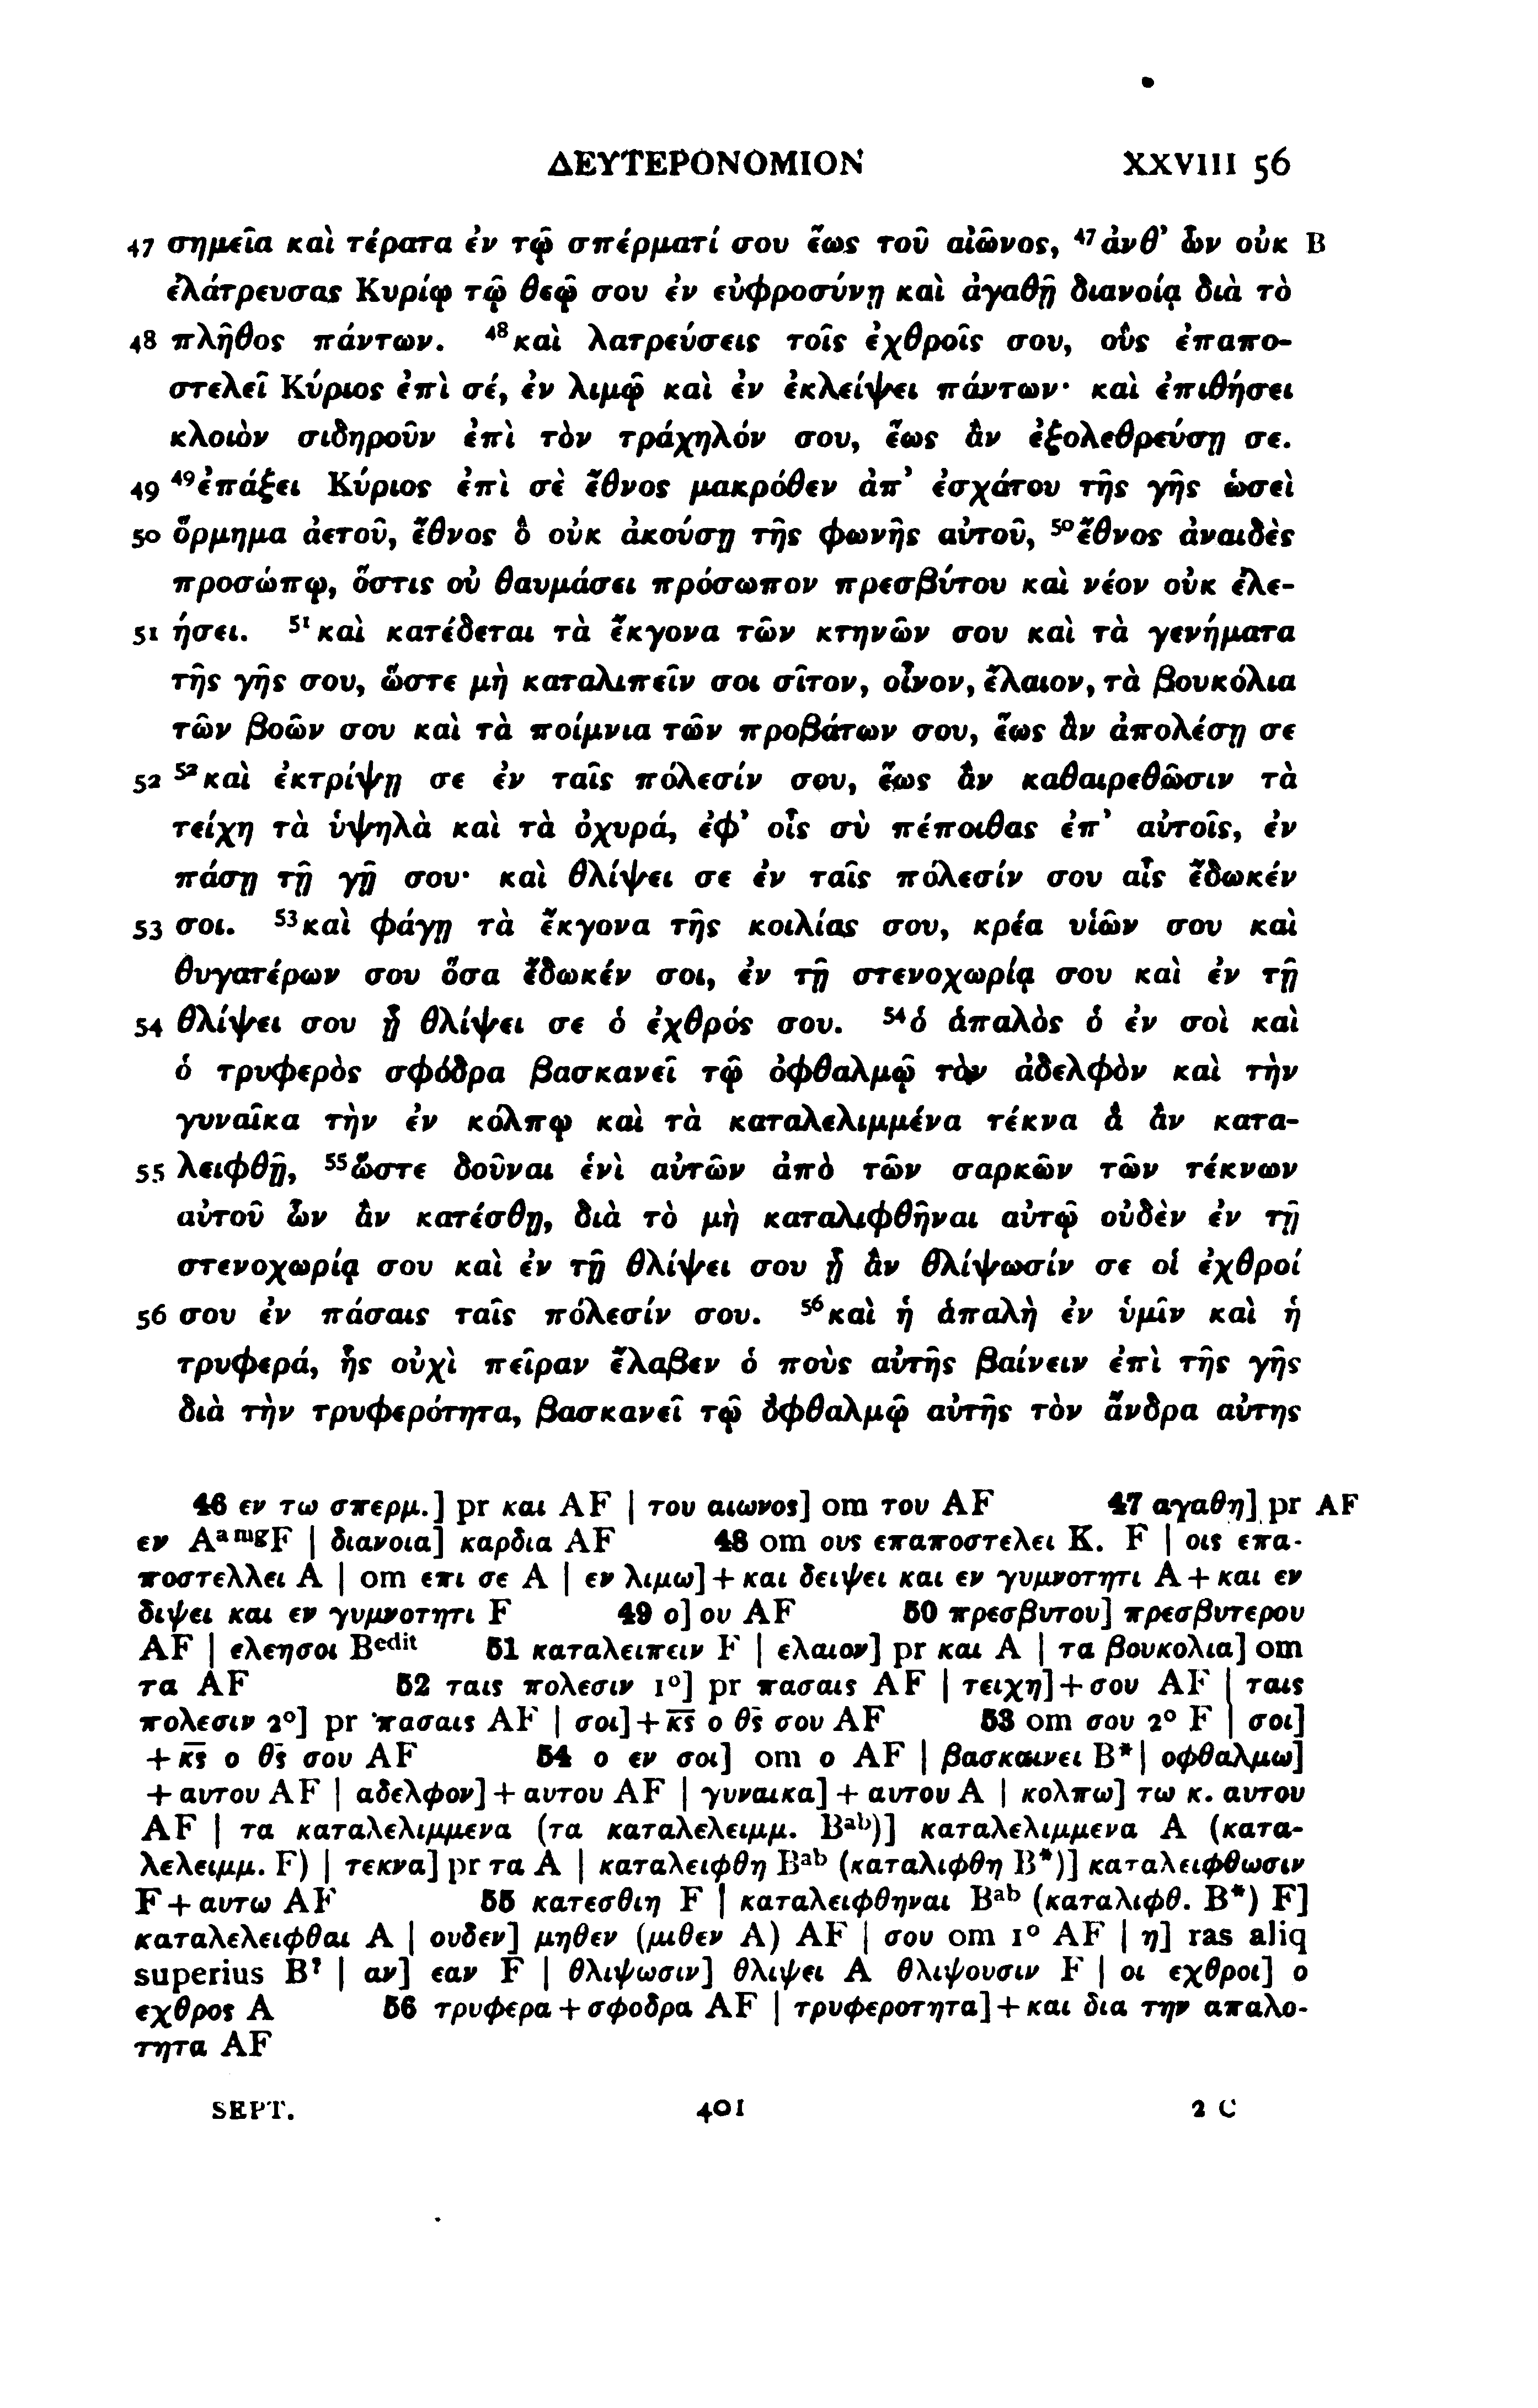 ΔΕΥΤΕΡΟΝΟΜΙΟΝ XXVIII 56
47 σημεῖα καὶ τέρατα ἐν τῷ σπέρματί σου ἕως τοῦ αἰῶνος, ⁴⁷ἀνθ’ ὧν οὐκ B
ἐλάτρευσας Κυρίῳ τῷ θεῷ σου ἐν εὐφροσύνῃ καὶ ἀγαθῇ διανοίᾳ διὰ τὸ
48 πλῆθος πάντων. ⁴⁸καὶ λατρεύσεις τοῖς ἐχθροῖς σου, οὓς ἐπαπο-
στελεῖ Κύριος ἐπὶ σέ, ἐν λιμῷ καὶ ἐν ἐκλείψει πάντων· καὶ ἐπιθήσει
κλοιὸν σιδηροῦν ἐπὶ τὸν τράχηλόν σου, ἕως ἂν ἐξολεθρεύσῃ σε.
49 ⁴⁹ἐπάξει Κύριος ἐπὶ σὲ ἔθνος μακρόθεν ἀπ’ ἐσχάτου τῆς γῆς ὡσεὶ
50 ὅρμημα ἀετοῦ, ἔθνος ὃ οὐκ ἀκούσῃ τῆς φωνῆς αὐτοῦ, ⁵⁰ἔθνος ἀναιδὲς
προσώπῳ, ὅστις οὐ θαυμάσει πρόσωπον πρεσβύτου καὶ νέον οὐκ ἐλε-
51 ήσει. ⁵¹καὶ κατέδεται τὰ ἔκγονα τῶν κτηνῶν σου καὶ τὰ γενήματα
τῆς γῆς σου, ὥστε μὴ καταλιπεῖν σοι σῖτον, οἶνον, ἔλαιον, τὰ βουκόλια
τῶν βοῶν σου καὶ τὰ ποίμνια τῶν προβάτων σου, ἕως ἂν ἀπολέσῃ σε
52 ⁵²καὶ ἐκτρίψῃ σε ἐν ταῖς πόλεσίν σου, ἕως ἂν καθαιρεθῶσιν τὰ
τείχη τὰ ὑψηλὰ καὶ τὰ ὀχυρά, ἐφ’ οἷς σὺ πέποιθας ἐπ’ αὐτοῖς, ἐν
πάσῃ τῇ γῇ σου· καὶ θλίψει σε ἐν ταῖς πόλεσίν σου αἷς ἔδωκέν
53 σοι. ⁵³καὶ φάγῃ τὰ ἔκγονα τῆς κοιλίας σου, κρέα υἱῶν σου καὶ
θυγατέρων σου ὅσα ἔδωκέν σοι, ἐν τῇ στενοχωρίᾳ σου καὶ ἐν τῇ
54 θλίψει σου ᾗ θλίψει σε ὁ ἐχθρός σου. ⁵⁴ὁ ἁπαλὸς ὁ ἐν σοὶ καὶ
ὁ τρυφερὸς σφόδρα βασκανεῖ τῷ ὀφθαλμῷ τὸν ἀδελφὸν καὶ τὴν
γυναῖκα τὴν ἐν κόλπῳ καὶ τὰ καταλελιμμένα τέκνα ἃ ἂν κατα-
55 λειφθῇ, ⁵⁵ὥστε δοῦναι ἑνὶ αὐτῶν ἀπὸ τῶν σαρκῶν τῶν τέκνων
αὐτοῦ ὧν ἂν κατέσθῃ, διὰ τὸ μὴ καταλιφθῆναι αὐτῷ οὐδὲν ἐν τῇ
στενοχωρίᾳ σου καὶ ἐν τῇ θλίψει σου ᾗ ἂν θλίψωσίν σε οἱ ἐχθροί
56 σου ἐν πάσαις ταῖς πόλεσίν σου. ⁵⁶καὶ ἡ ἁπαλὴ ἐν ὑμῖν καὶ ἡ
τρυφερά, ἧς οὐχὶ πεῖραν ἔλαβεν ὁ ποὺς αὐτῆς βαίνειν ἐπὶ τῆς γῆς
διὰ τὴν τρυφερότητα, βασκανεῖ τῷ ὀφθαλμῷ αὐτῆς τὸν ἄνδρα αὐτης
46 εν τω σπερμ.] pr και AF | του αιωνος] om του AF 47 αγαθη] pr AF
εν Aᵃ ᵐᵍF | διανοια] καρδια AF 48 om ους επαποστελει Κ. F | οις επα-
ποστελλει A | om επι σε A | εν λιμω]+και δειψει και εν γυμνοτητι A+και εν
διψει και εν γυμνοτητι F 49 ο] ου AF 50 πρεσβυτου] πρεσβυτερου
AF | ελεησοι Bᵉᵈⁱᵗ 51 καταλειπειν F | ελαιον] pr και A | τα βουκολια] om
τα AF 52 ταις πολεσιν 1º] pr πασαις AF | τειχη]+σου AF | ταις
πολεσιν 2º] pr πασαις AF | σοι]+κ̅ς̅ ο θ̅ς̅ σου AF 53 om σου 2º F | σοι]
+κ̅ς̅ ο θ̅ς̅ σου AF 54 ο εν σοι] om ο AF | βασκαινει B* | οφθαλμω]
+αυτου AF | αδελφον]+αυτου AF | γυναικα]+αυτου A | κολπω] τω κ. αυτου
AF | τα καταλελιμμενα (τα καταλελειμμ. Bᵃᵇ)] καταλελιμμενα A (κατα-
λελειμμ. F) | τεκνα] pr τα A | καταλειφθη Bᵃᵇ (καταλιφθη B*)] καταλειφθωσιν
F+αυτω AF 55 κατεσθιη F | καταλειφθηναι Bᵃᵇ (καταλιφθ. B*) F]
καταλελειφθαι A | ουδεν] μηθεν (μιθεν A) AF | σου om 1º AF | η] ras aliq
superius B? | αν] εαν F | θλιψωσιν] θλιψει A θλιψουσιν F | οι εχθροι] ο
εχθρος A 56 τρυφερα+σφοδρα AF | τρυφεροτητα]+και δια την απαλο-
τητα AF
SEPT. 401 2 C